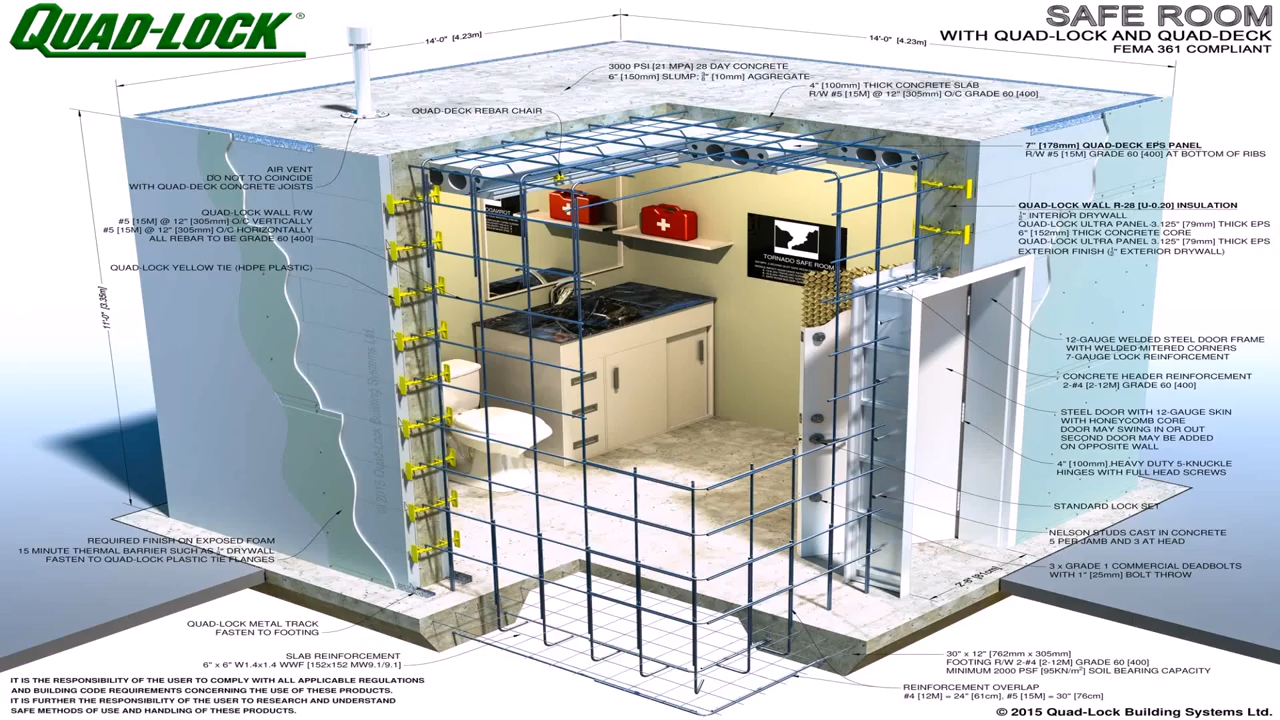 QUAD-LOCK®
SAFE ROOM
WITH QUAD-LOCK AND QUAD-DECK
FEMA 361 COMPLIANT
14'-0" [4.23m]
14'-0" [4.23m]
3000 PSI [21 MPA] 28 DAY CONCRETE
6" [150mm] SLUMP: ⅜" [10mm] AGGREGATE
4" [100mm] THICK CONCRETE SLAB
R/W #5 [15M] @ 12" [305mm] O/C GRADE 60 [400]
QUAD-DECK REBAR CHAIR
7" [178mm] QUAD-DECK EPS PANEL
R/W #5 [15M] GRADE 60 [400] AT BOTTOM OF RIBS
AIR VENT
DO NOT TO COINCIDE
WITH QUAD-DECK CONCRETE JOISTS
QUAD-LOCK WALL R/W
#5 [15M] @ 12" [305mm] O/C VERTICALLY
#5 [15M] @ 12" [305mm] O/C HORIZONTALLY
ALL REBAR TO BE GRADE 60 [400]
QUAD-LOCK WALL R-28 [U-0.20] INSULATION
½" INTERIOR DRYWALL
QUAD-LOCK ULTRA PANEL 3.125" [79mm] THICK EPS
6" [152mm] THICK CONCRETE CORE
QUAD-LOCK ULTRA PANEL 3.125" [79mm] THICK EPS
EXTERIOR FINISH (½" EXTERIOR DRYWALL)
QUAD-LOCK YELLOW TIE (HDPE PLASTIC)
TORNADO SAFE ROOM
11'-0" [3.35m]
12-GAUGE WELDED STEEL DOOR FRAME
WITH WELDED MITERED CORNERS
7-GAUGE LOCK REINFORCEMENT
CONCRETE HEADER REINFORCEMENT
2-#4 [2-12M] GRADE 60 [400]
STEEL DOOR WITH 12-GAUGE SKIN
WITH HONEYCOMB CORE
DOOR MAY SWING IN OR OUT
SECOND DOOR MAY BE ADDED
ON OPPOSITE WALL
4" [100mm] HEAVY DUTY 5-KNUCKLE
HINGES WITH FULL HEAD SCREWS
STANDARD LOCK SET
NELSON STUDS CAST IN CONCRETE
5 PER JAMB AND 3 AT HEAD
3 x GRADE 1 COMMERCIAL DEADBOLTS
WITH 1" [25mm] BOLT THROW
2'-8" [81cm]
©2015 Quad-Lock Building Systems Ltd.
REQUIRED FINISH ON EXPOSED FOAM
15 MINUTE THERMAL BARRIER SUCH AS ½" DRYWALL
FASTEN TO QUAD-LOCK PLASTIC TIE FLANGES
QUAD-LOCK METAL TRACK
FASTEN TO FOOTING
SLAB REINFORCEMENT
6" x 6" W1.4x1.4 WWF [152x152 MW9.1/9.1]
30" x 12" [762mm x 305mm]
FOOTING R/W 2-#4 [2-12M] GRADE 60 [400]
MINIMUM 2000 PSF [95KN/m²] SOIL BEARING CAPACITY
REINFORCEMENT OVERLAP
#4 [12M] = 24" [61cm], #5 [15M] = 30" [76cm]
IT IS THE RESPONSIBILITY OF THE USER TO COMPLY WITH ALL APPLICABLE REGULATIONS
AND BUILDING CODE REQUIREMENTS CONCERNING THE USE OF THESE PRODUCTS.
IT IS FURTHER THE RESPONSIBILITY OF THE USER TO RESEARCH AND UNDERSTAND
SAFE METHODS OF USE AND HANDLING OF THESE PRODUCTS.
© 2015 Quad-Lock Building Systems Ltd.